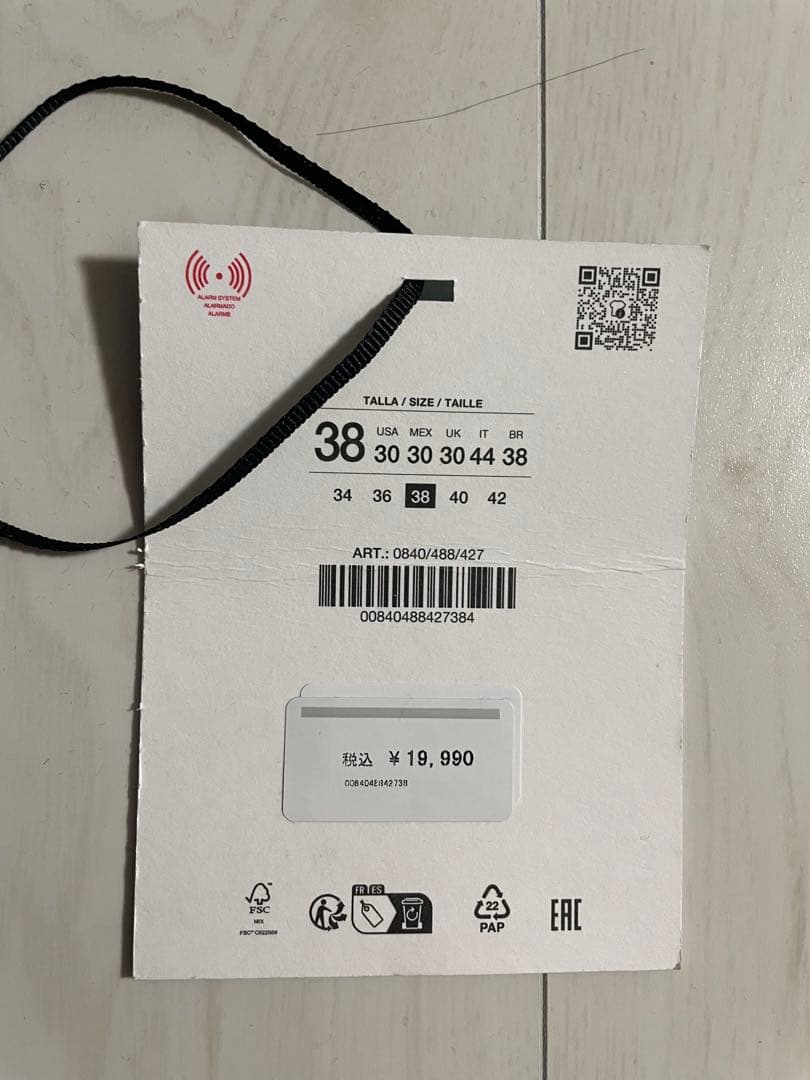 ALARM SYSTEM
ALARMADO
ALARME
TALLA / SIZE / TAILLE
38 USA MEX UK IT BR
30 30 30 44 38
34 36 38 40 42
ART.: 0840/488/427
00840488427384
税込 ¥19,990
FR ES
FSC
MIX
22
PAP
EAC